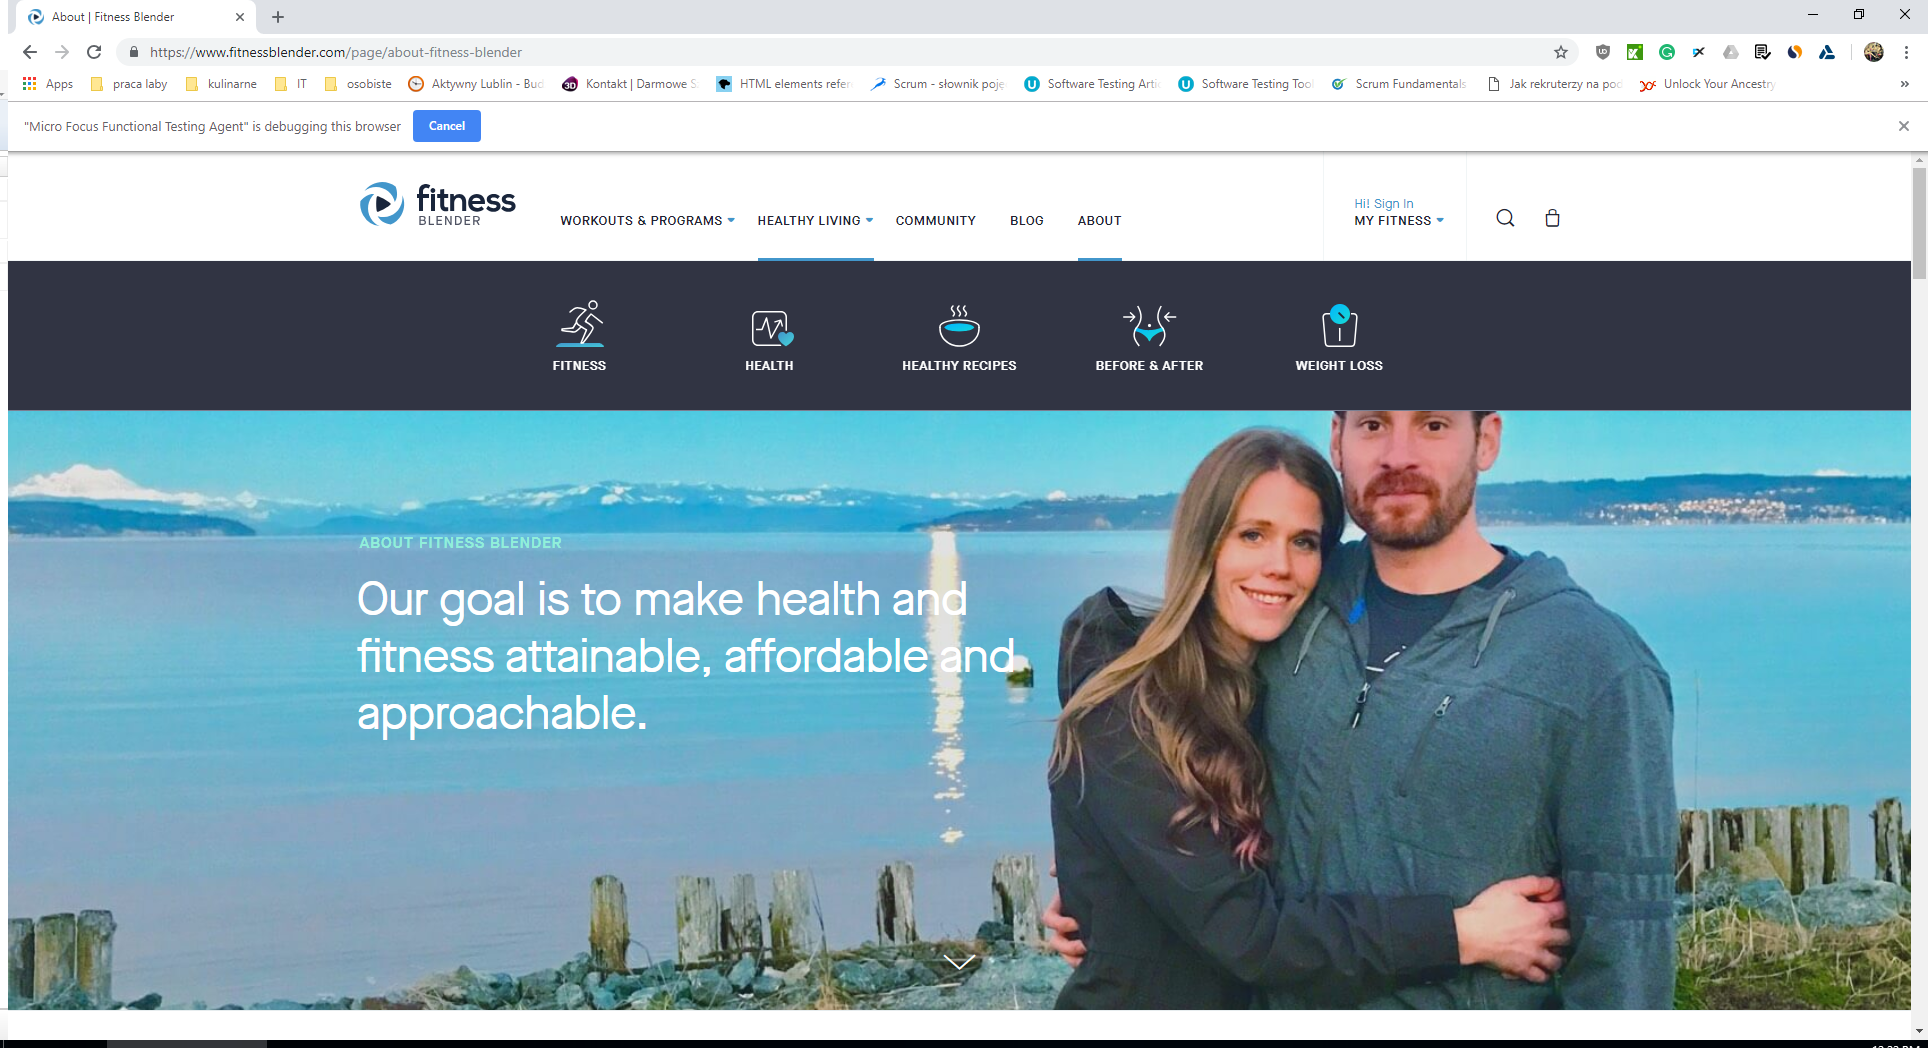 About | Fitness Blender
https://www.fitnessblender.com/page/about-fitness-blender
Apps praca laby kulinarne IT osobiste Aktywny Lublin - Bud Kontakt | Darmowe S HTML elements refer Scrum - słownik poję Software Testing Artic Software Testing Tool Scrum Fundamentals Jak rekruterzy na pod Unlock Your Ancestry »
"Micro Focus Functional Testing Agent" is debugging this browser Cancel
fitness
BLENDER
WORKOUTS & PROGRAMS HEALTHY LIVING COMMUNITY BLOG ABOUT
Hi! Sign In
MY FITNESS
FITNESS HEALTH HEALTHY RECIPES BEFORE & AFTER WEIGHT LOSS
ABOUT FITNESS BLENDER
Our goal is to make health and
fitness attainable, affordable and
approachable.